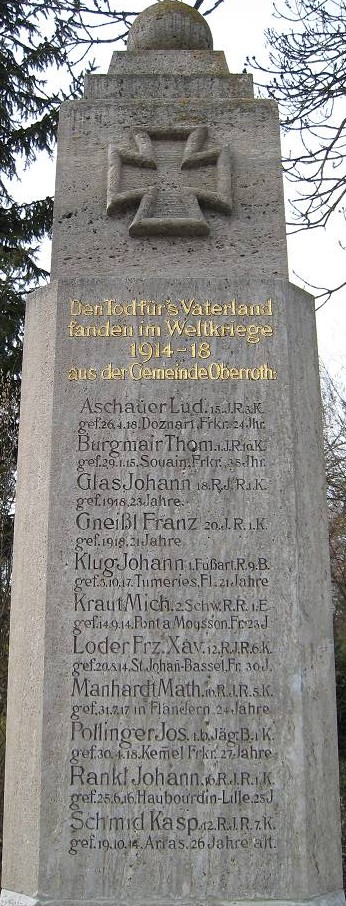 Den Tod für's Vaterland
fanden im Weltkriege
1914-18
aus der Gemeinde Oberroth:
Aschauer Lud. 15.J.R.3.K.
gef. 26.4.18. Doznari, Frkr. 24 Jhr.
Burgmair Thom. 1.J.R.10.K.
gef. 29.1.15. Souain, Frkr. 25 Jhr.
Glas Johann 18.R.J.R.1.K.
gef. 1918, 23 Jahre.
Gneißl Franz 20.J.R.1.K.
gef. 1918, 21 Jahre.
Klug Johann 1.Fußart.R.9.B.
gef. 5.10.17. Tumeries, Fl. 21 Jahre
Kraut Mich. 2.Schw.R.R.1.E
gef. 14.9.14. Pont a Moysson, Fr. 23J
Loder Frz. Xav. 12.R.J.R.6.K.
gef. 20.8.14. St. Johan-Bassel, Fr. 30 J.
Manhardt Math. 16.R.J.R.5.K.
gef. 31.7.17 in Flandern, 24 Jahre
Pollinger Jos. 1.b.Jäg.B.1.K.
gef. 30.4.18. Kemel Frkr. 27 Jahre
Rankl Johann, 16.R.J.R.1.K.
gef. 25.6.16. Haubourdin-Lille, 25J
Schmid Kasp. 12.R.J.R.7.K.
gef. 19.10.14. Arras, 26 Jahre alt.